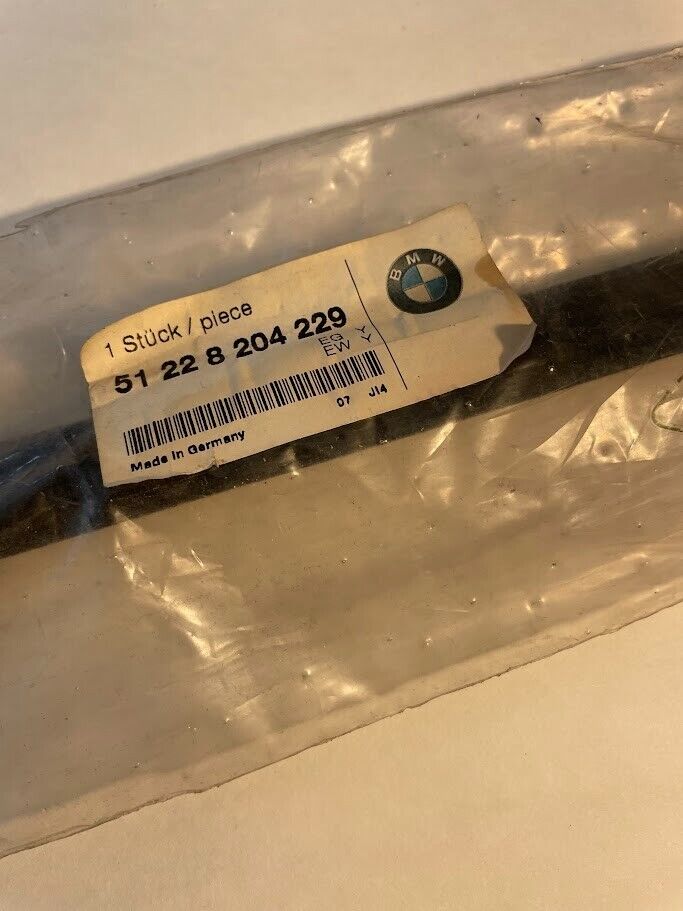 BMW
1 Stück / piece
51 22 8 204 229
EG Y
EW Y
07 J14
Made in Germany